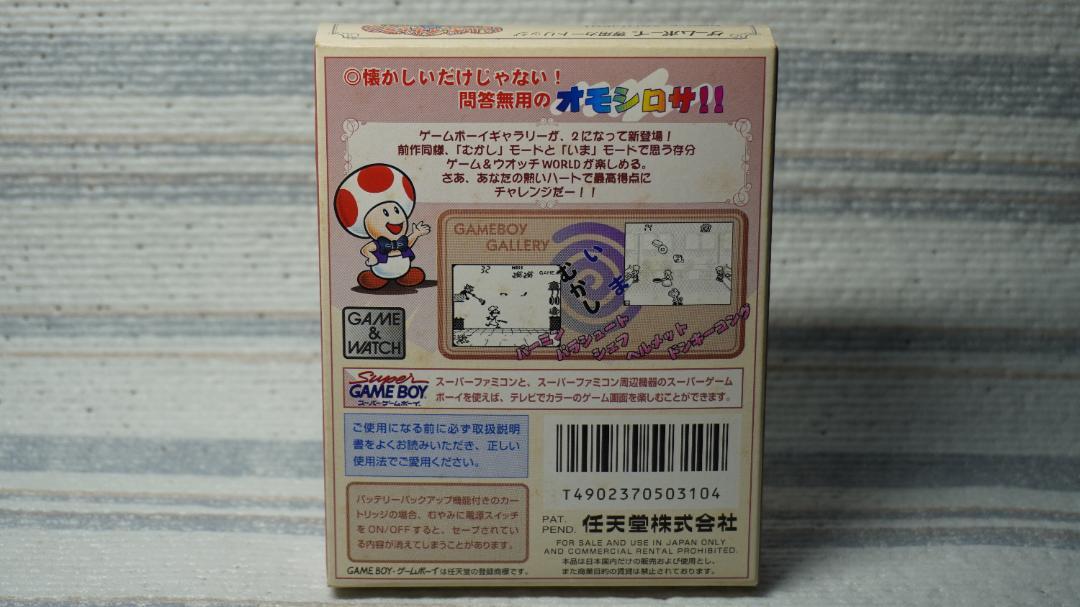 ゲームボーイ専用カートリッジ
◎懐かしいだけじゃない!
問答無用のオモシロサ!!
ゲームボーイギャラリーが、2になって新登場!
前作同様、「むかし」モードと「いま」モードで思う存分
ゲーム&ウオッチWORLDが楽しめる。
さあ、あなたの熱いハートで最高得点に
チャレンジだー!!
GAMEBOY
GALLERY
いま
むかし
バーミン
パラシュート
シェフ
ヘルメット
ドンキーコング
GAME
&
WATCH
Super
GAME BOY
スーパーゲームボーイ
スーパーファミコンと、スーパーファミコン周辺機器のスーパーゲーム
ボーイを使えば、テレビでカラーのゲーム画面を楽しむことができます。
ご使用になる前に必ず取扱説明
書をよくお読みいただき、正しい
使用法でご愛用ください。
バッテリーバックアップ機能付きのカー
トリッジの場合、むやみに電源スイッチ
をON/OFFすると、セーブされてい
る内容が消えてしまうことがあります。
GAME BOY・ゲームボーイは任天堂の登録商標です。
T4902370503104
PAT.
PEND.
任天堂株式会社
FOR SALE AND USE IN JAPAN ONLY
AND COMMERCIAL RENTAL PROHIBITED.
本品は日本国内だけの販売および使用とし、
また商業目的の賃貸は禁止されております。